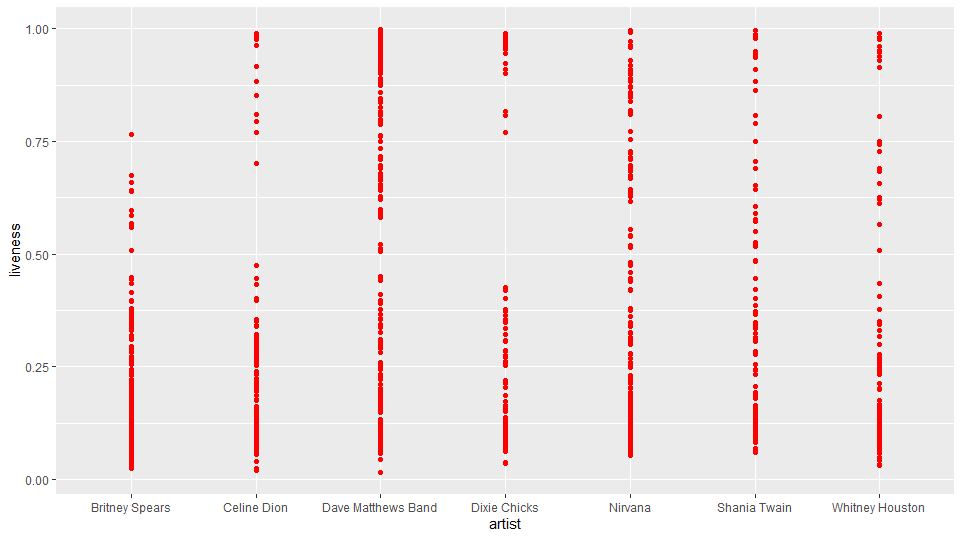 1.00
0.75
0.50
0.25
0.00
liveness
Britney Spears Celine Dion Dave Matthews Band Dixie Chicks Nirvana Shania Twain Whitney Houston
artist